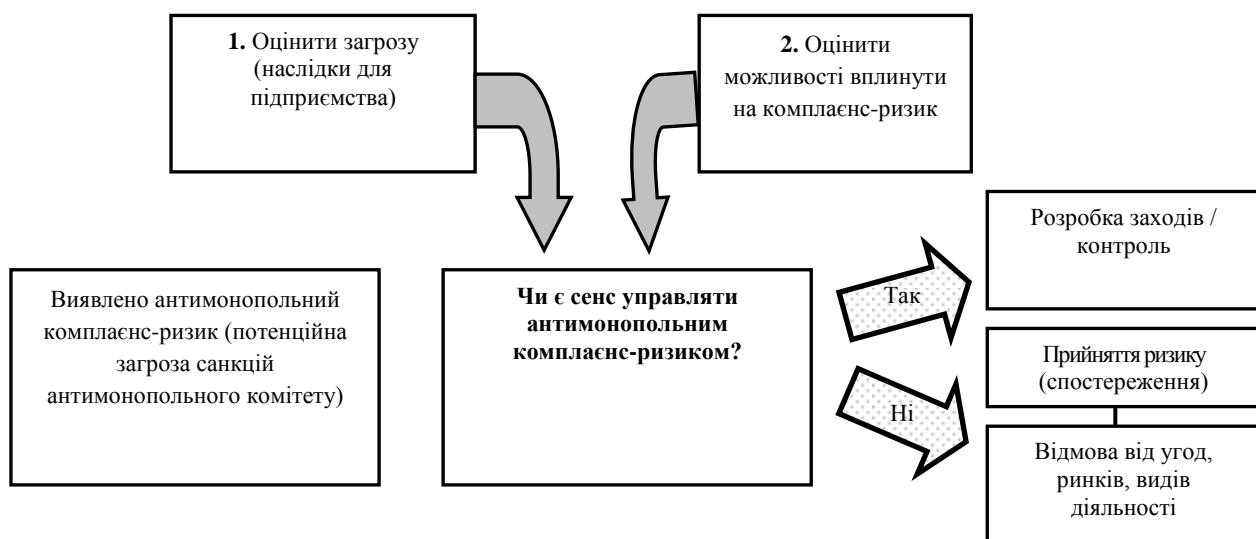 1. Оцінити загрозу
(наслідки для
підприємства)
2. Оцінити
можливості вплинути
на комплаєнс-ризик
Виявлено антимонопольний
комплаєнс-ризик (потенційна
загроза санкцій
антимонопольного комітету)
Чи є сенс управляти
антимонопольним
комплаєнс-ризиком?
Так
Ні
Розробка заходів /
контроль
Прийняття ризику
(спостереження)
Відмова від угод,
ринків, видів
діяльності